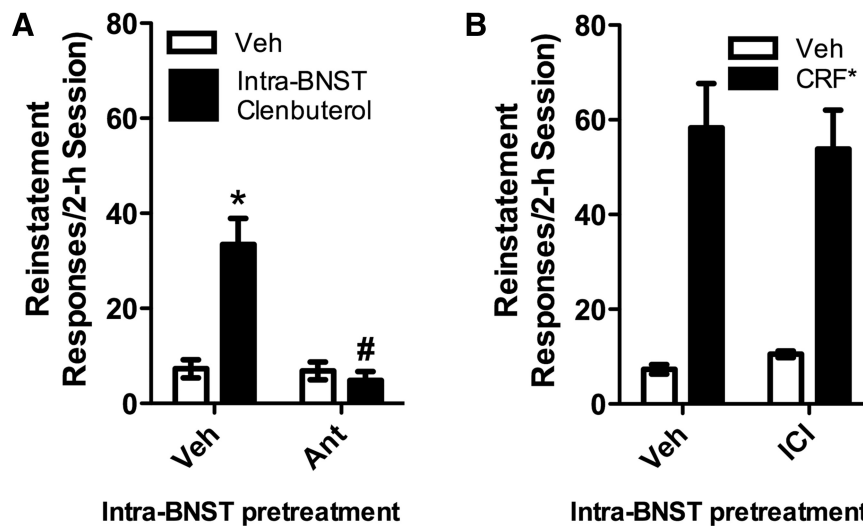 A
Reinstatement
Responses/2-h Session)
80
60
40
20
0
Veh
Intra-BNST
Clenbuterol
*
#
Veh
Ant
Intra-BNST pretreatment
B
Reinstatement
Responses/2-h Session)
80
60
40
20
0
Veh
CRF*
Veh
ICI
Intra-BNST pretreatment